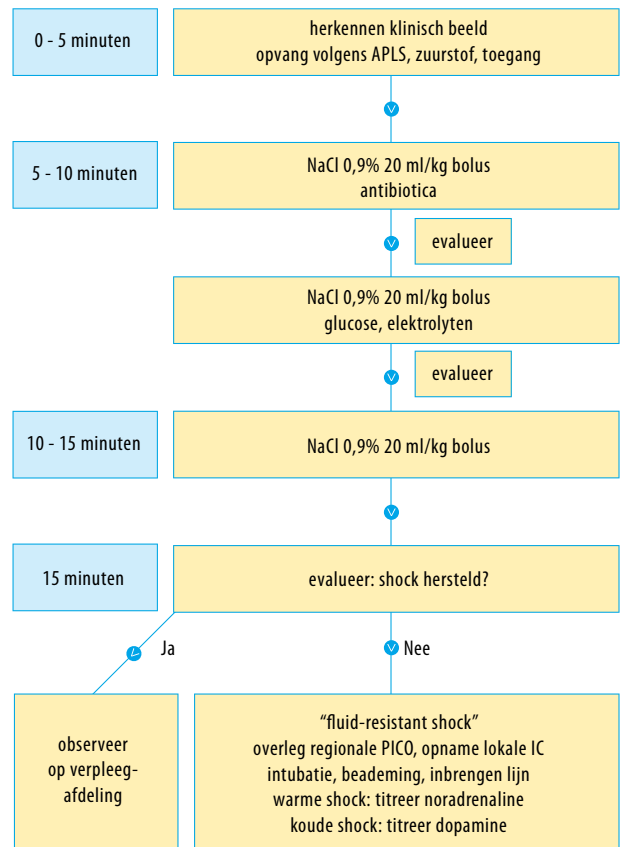 0 - 5 minuten
herkennen klinisch beeld
opvang volgens APLS, zuurstof, toegang
5 - 10 minuten
NaCl 0,9% 20 ml/kg bolus
antibiotica
evalueer
NaCl 0,9% 20 ml/kg bolus
glucose, elektrolyten
evalueer
10 - 15 minuten
NaCl 0,9% 20 ml/kg bolus
15 minuten
evalueer: shock hersteld?
Ja
Nee
observeer
op verpleeg-
afdeling
“fluid-resistant shock”
overleg regionale PICO, opname lokale IC
intubatie, beademing, inbrengen lijn
warme shock: titreer noradrenaline
koude shock: titreer dopamine